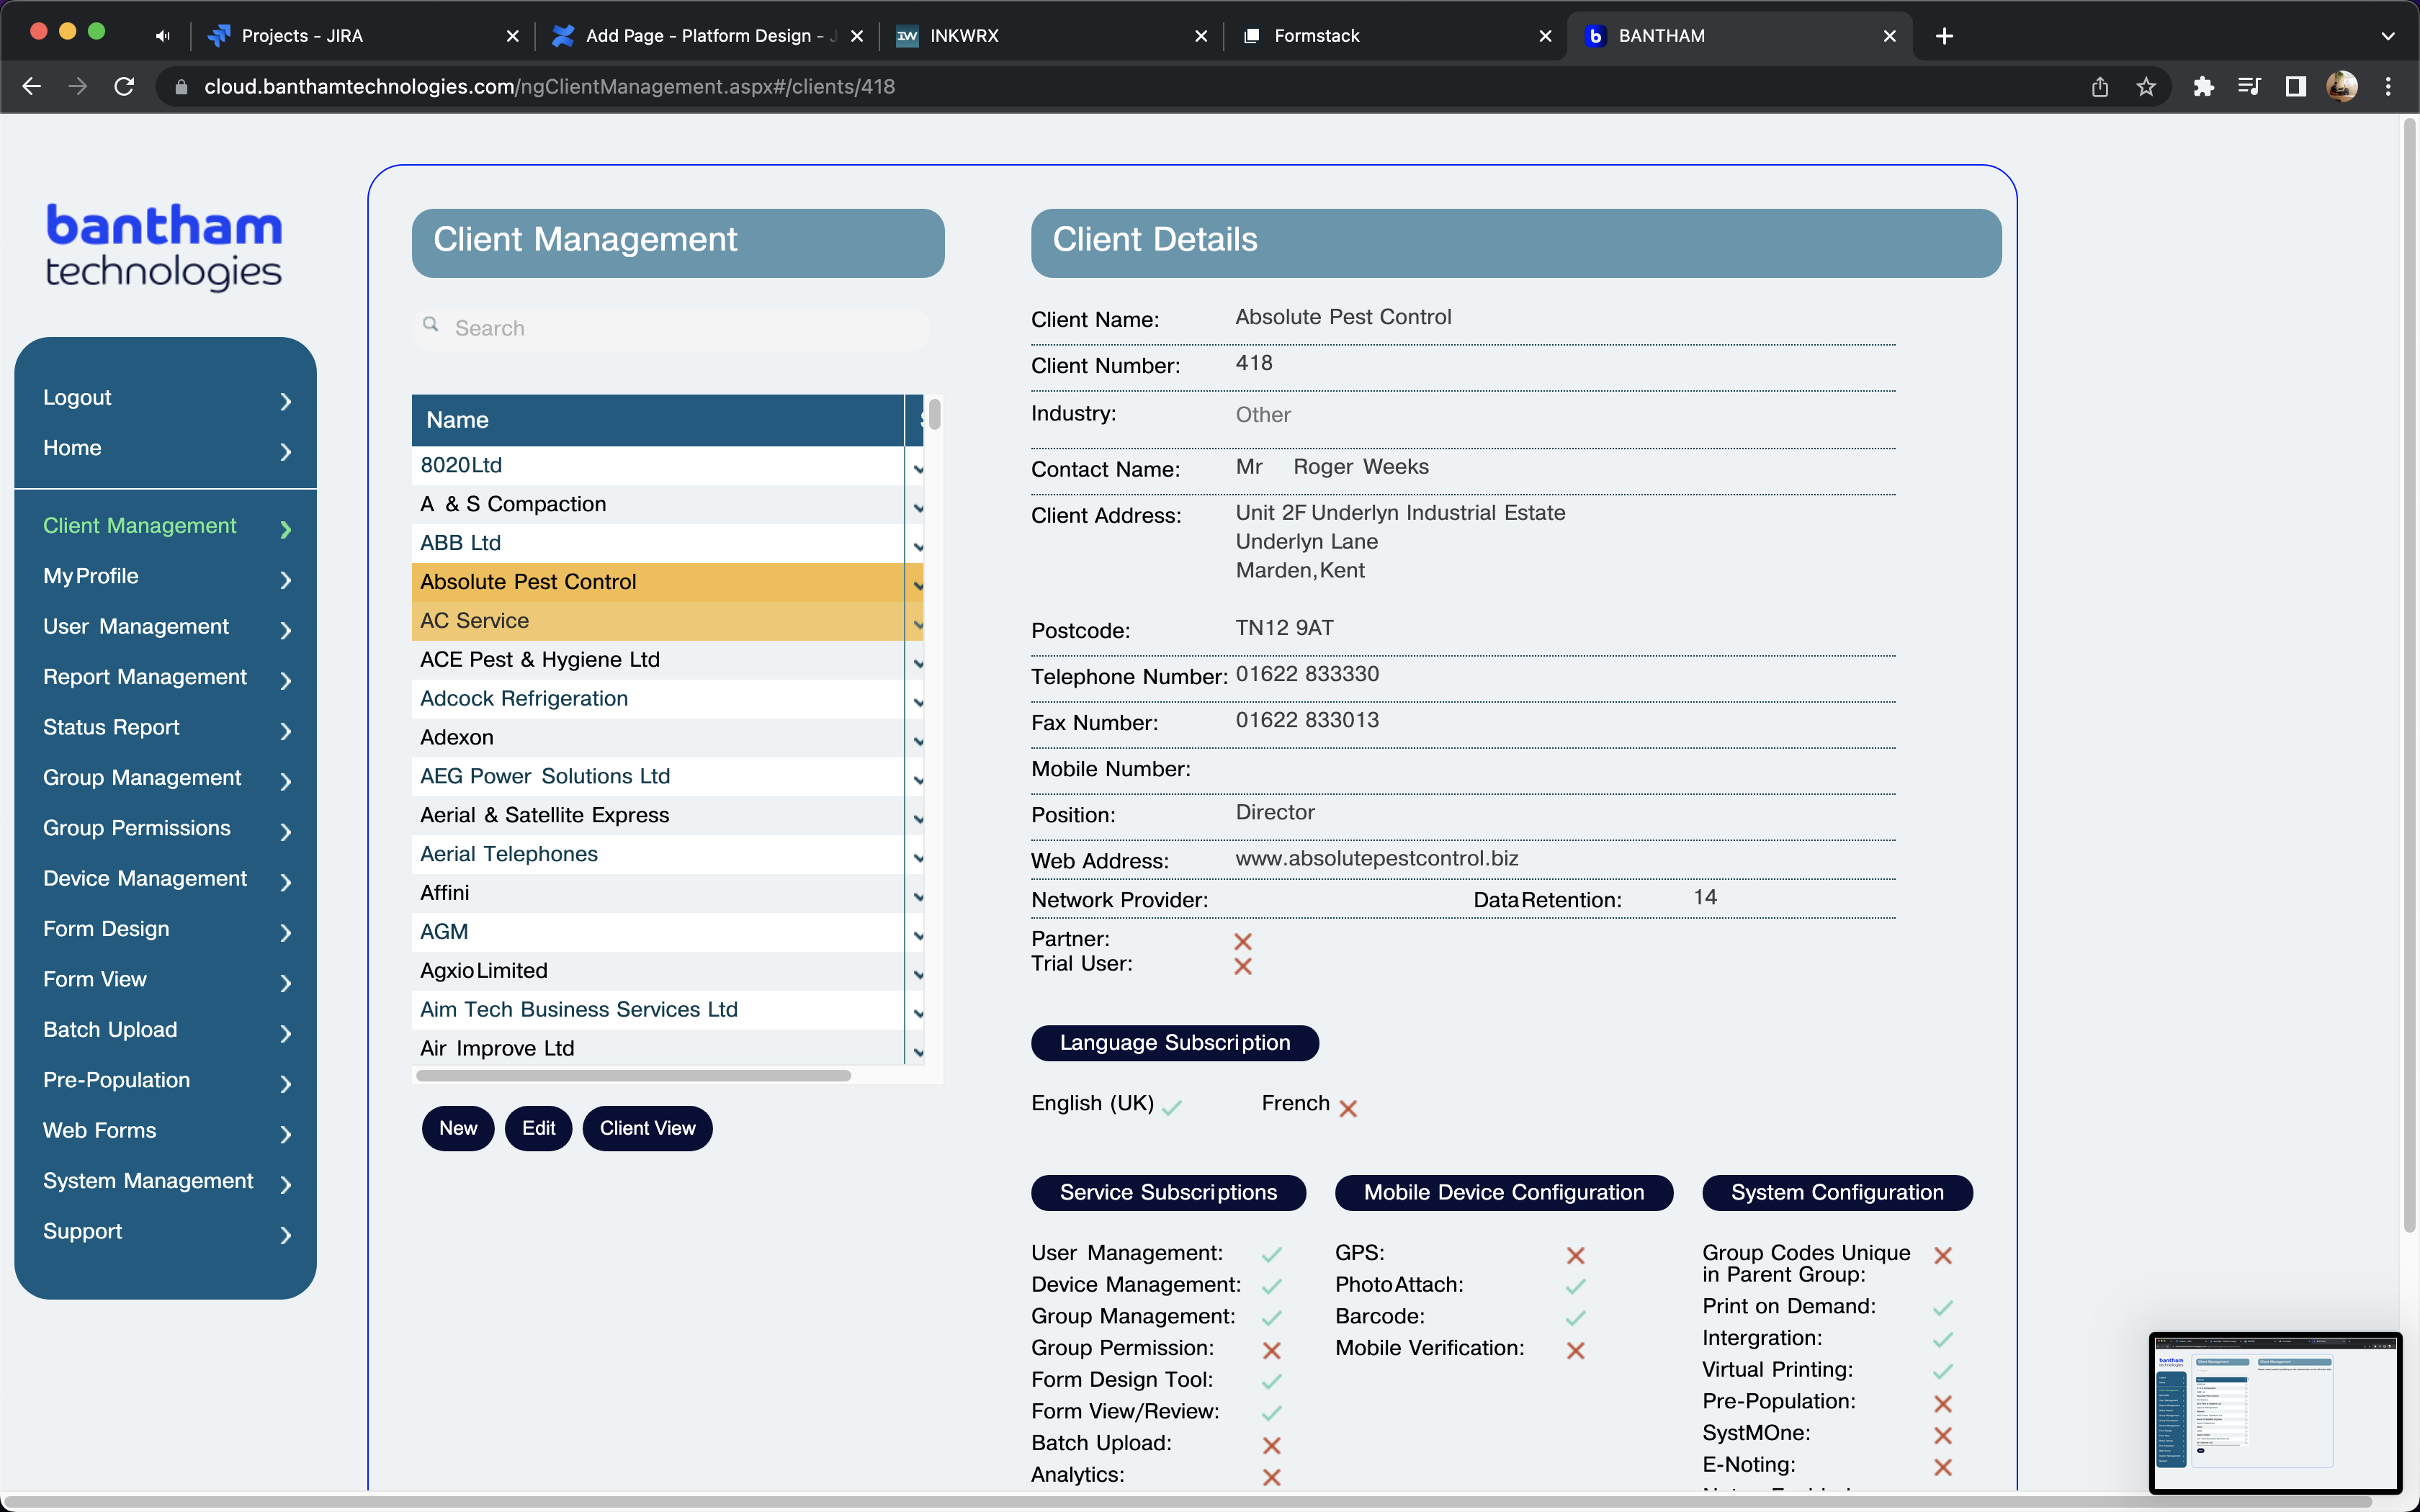 Projects - JIRA
Add Page - Platform Design - J
INKWRX
Formstack
BANTHAM
cloud.banthamtechnologies.com/ngClientManagement.aspx#/clients/418
bantham
technologies
Logout
Home
Client Management
My Profile
User Management
Report Management
Status Report
Group Management
Group Permissions
Device Management
Form Design
Form View
Batch Upload
Pre-Population
Web Forms
System Management
Support
Client Management
Search
Name
8020 Ltd
A & S Compaction
ABB Ltd
Absolute Pest Control
AC Service
ACE Pest & Hygiene Ltd
Adcock Refrigeration
Adexon
AEG Power Solutions Ltd
Aerial & Satellite Express
Aerial Telephones
Affini
AGM
Agxio Limited
Aim Tech Business Services Ltd
Air Improve Ltd
New Edit Client View
Client Details
Client Name: Absolute Pest Control
Client Number: 418
Industry: Other
Contact Name: Mr Roger Weeks
Client Address: Unit 2F Underlyn Industrial Estate
Underlyn Lane
Marden,Kent
Postcode: TN12 9AT
Telephone Number: 01622 833330
Fax Number: 01622 833013
Mobile Number:
Position: Director
Web Address: www.absolutepestcontrol.biz
Network Provider: Data Retention: 14
Partner:
Trial User:
Language Subscription
English (UK) French
Service Subscriptions
User Management:
Device Management:
Group Management:
Group Permission:
Form Design Tool:
Form View/Review:
Batch Upload:
Analytics:
Mobile Device Configuration
GPS:
Photo Attach:
Barcode:
Mobile Verification:
System Configuration
Group Codes Unique
in Parent Group:
Print on Demand:
Intergration:
Virtual Printing:
Pre-Population:
SystMOne:
E-Noting:
bantham
technologies